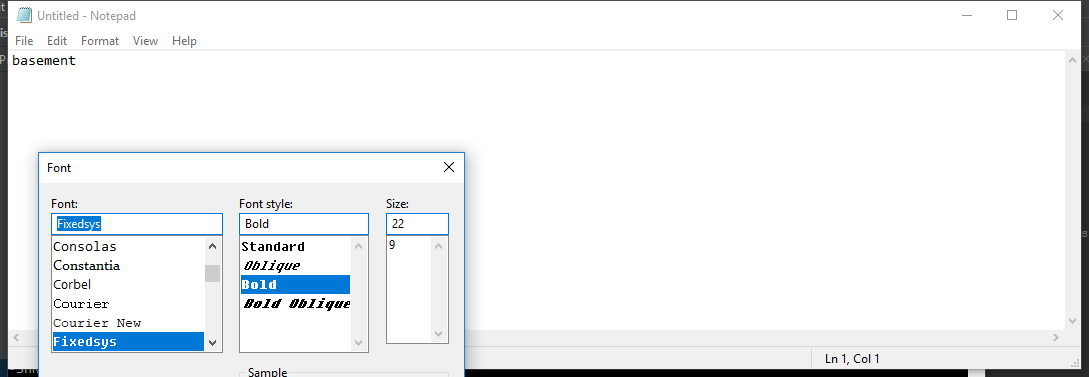 Untitled - Notepad
File Edit Format View Help
basement
Font
Font: Font style: Size:
Fixedsys Bold 22
Consolas Standard 9
Constantia Oblique
Corbel Bold
Courier Bold Oblique
Courier New
Fixedsys
Sample
Ln 1, Col 1